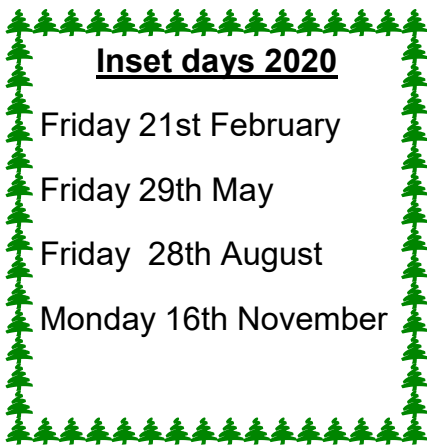 Inset days 2020
Friday 21st February
Friday 29th May
Friday  28th August
Monday 16th November